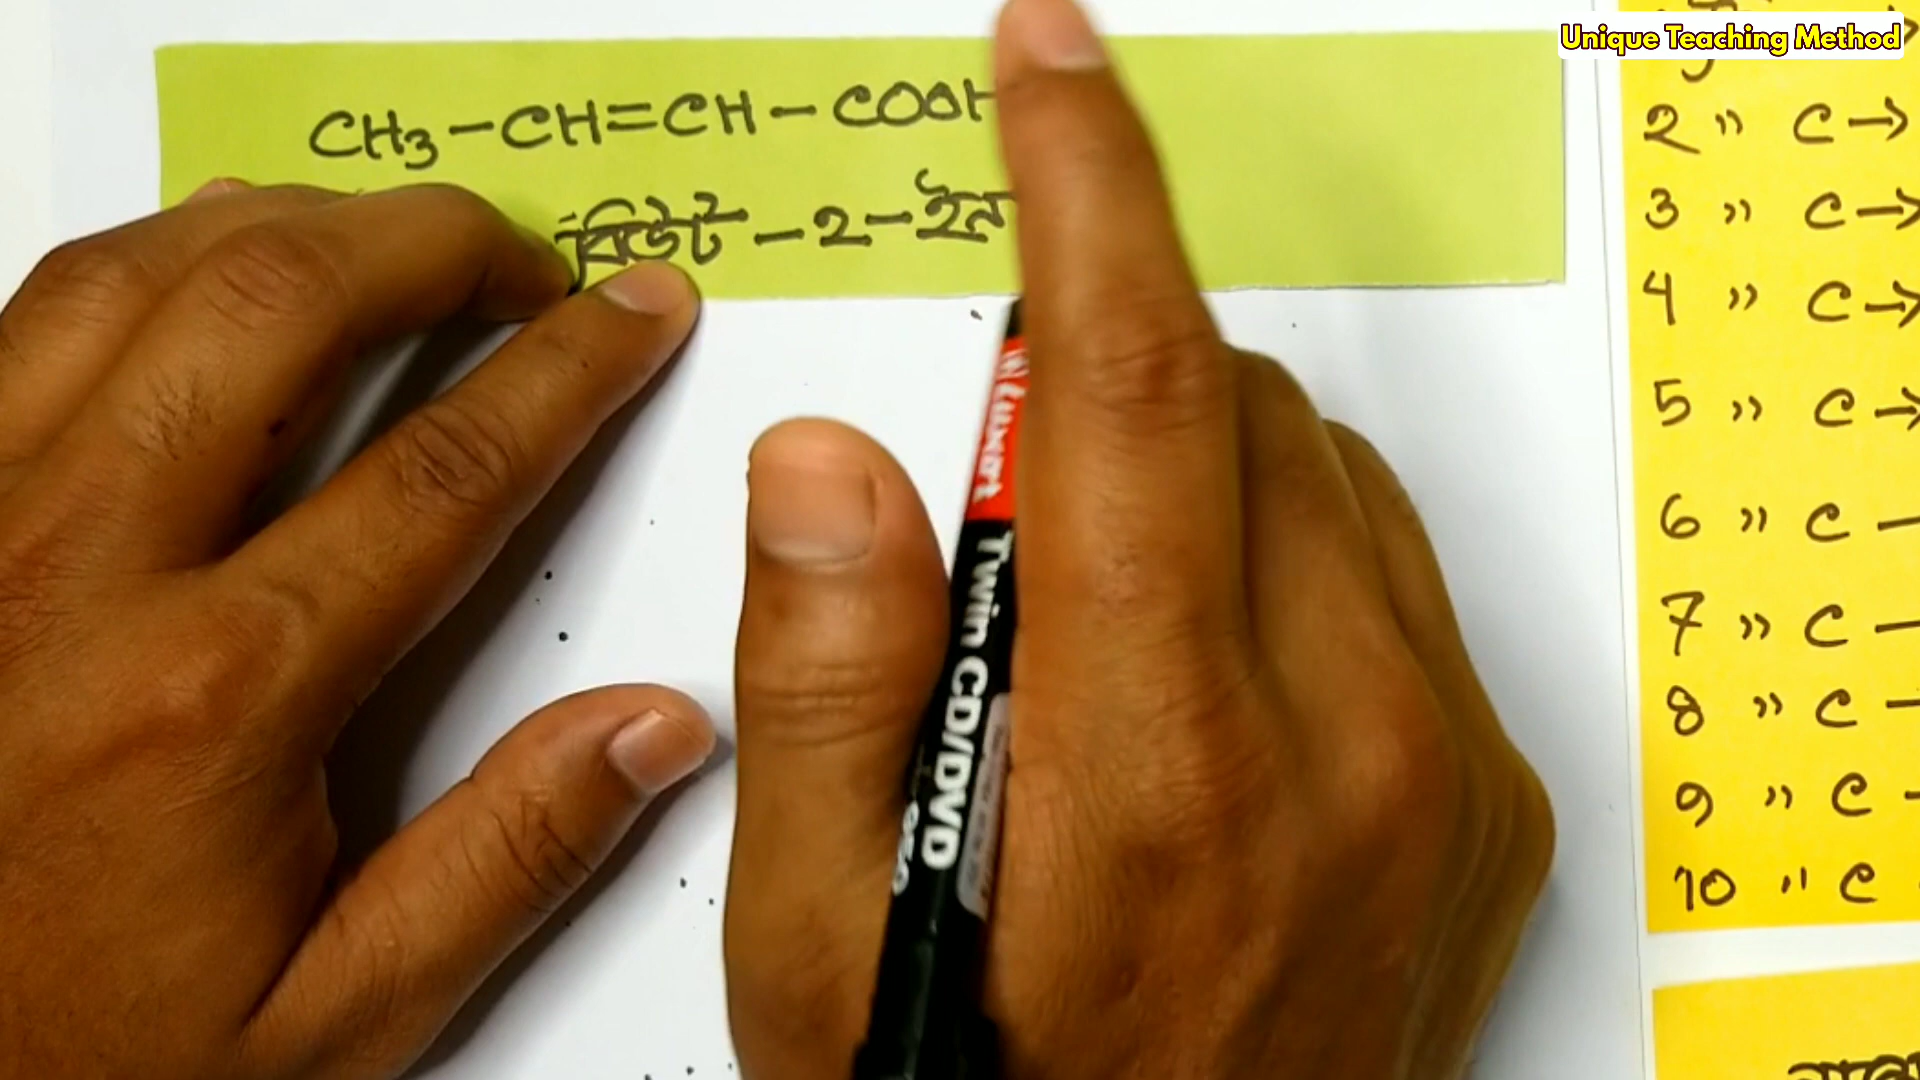 Unique Teaching Method
CH3 – CH = CH – COOH
বিউট – 2 – ইন
2 " C →
3 " C →
4 " C →
5 " C →
6 " C –
7 " C –
8 " C –
9 " C –
10 " C
Twin CD/DVD